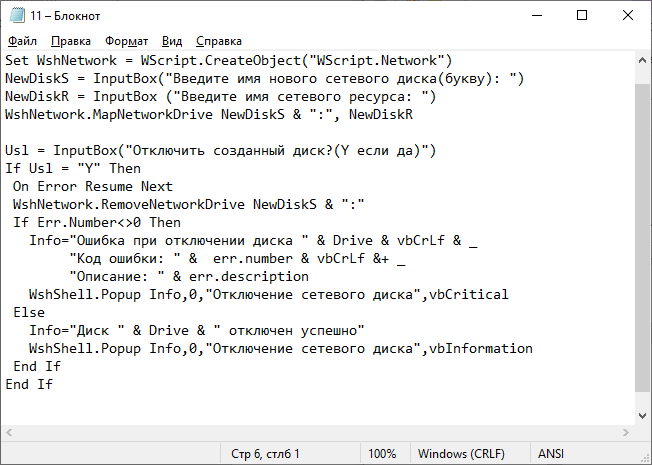 11 – Блокнот
Файл Правка Формат Вид Справка
Set WshNetwork = WScript.CreateObject("WScript.Network")
NewDiskS = InputBox("Введите имя нового сетевого диска(букву): ")
NewDiskR = InputBox ("Введите имя сетевого ресурса: ")
WshNetwork.MapNetworkDrive NewDiskS & ":", NewDiskR
Usl = InputBox("Отключить созданный диск?(Y если да)")
If Usl = "Y" Then
On Error Resume Next
WshNetwork.RemoveNetworkDrive NewDiskS & ":"
If Err.Number<>0 Then
Info="Ошибка при отключении диска " & Drive & vbCrLf & _
"Код ошибки: " &  err.number & vbCrLf &+ _
"Описание: " & err.description
WshShell.Popup Info,0,"Отключение сетевого диска",vbCritical
Else
Info="Диск " & Drive & " отключен успешно"
WshShell.Popup Info,0,"Отключение сетевого диска",vbInformation
End If
End If
Стр 6, стлб 1 100% Windows (CRLF) ANSI